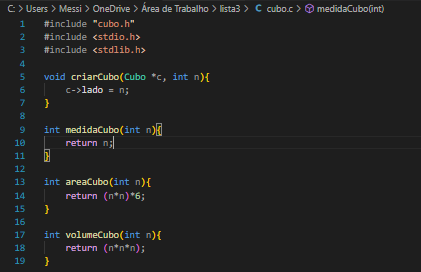 C: > Users > Messi > OneDrive > Área de Trabalho > lista3 > C cubo.c > medidaCubo(int)
1 #include "cubo.h"
2 #include <stdio.h>
3 #include <stdlib.h>
4
5 void criarCubo(Cubo *c, int n){
6 c->lado = n;
7 }
8
9 int medidaCubo(int n){
10 return n;
11 }
12
13 int areaCubo(int n){
14 return (n*n)*6;
15 }
16
17 int volumeCubo(int n){
18 return (n*n*n);
19 }